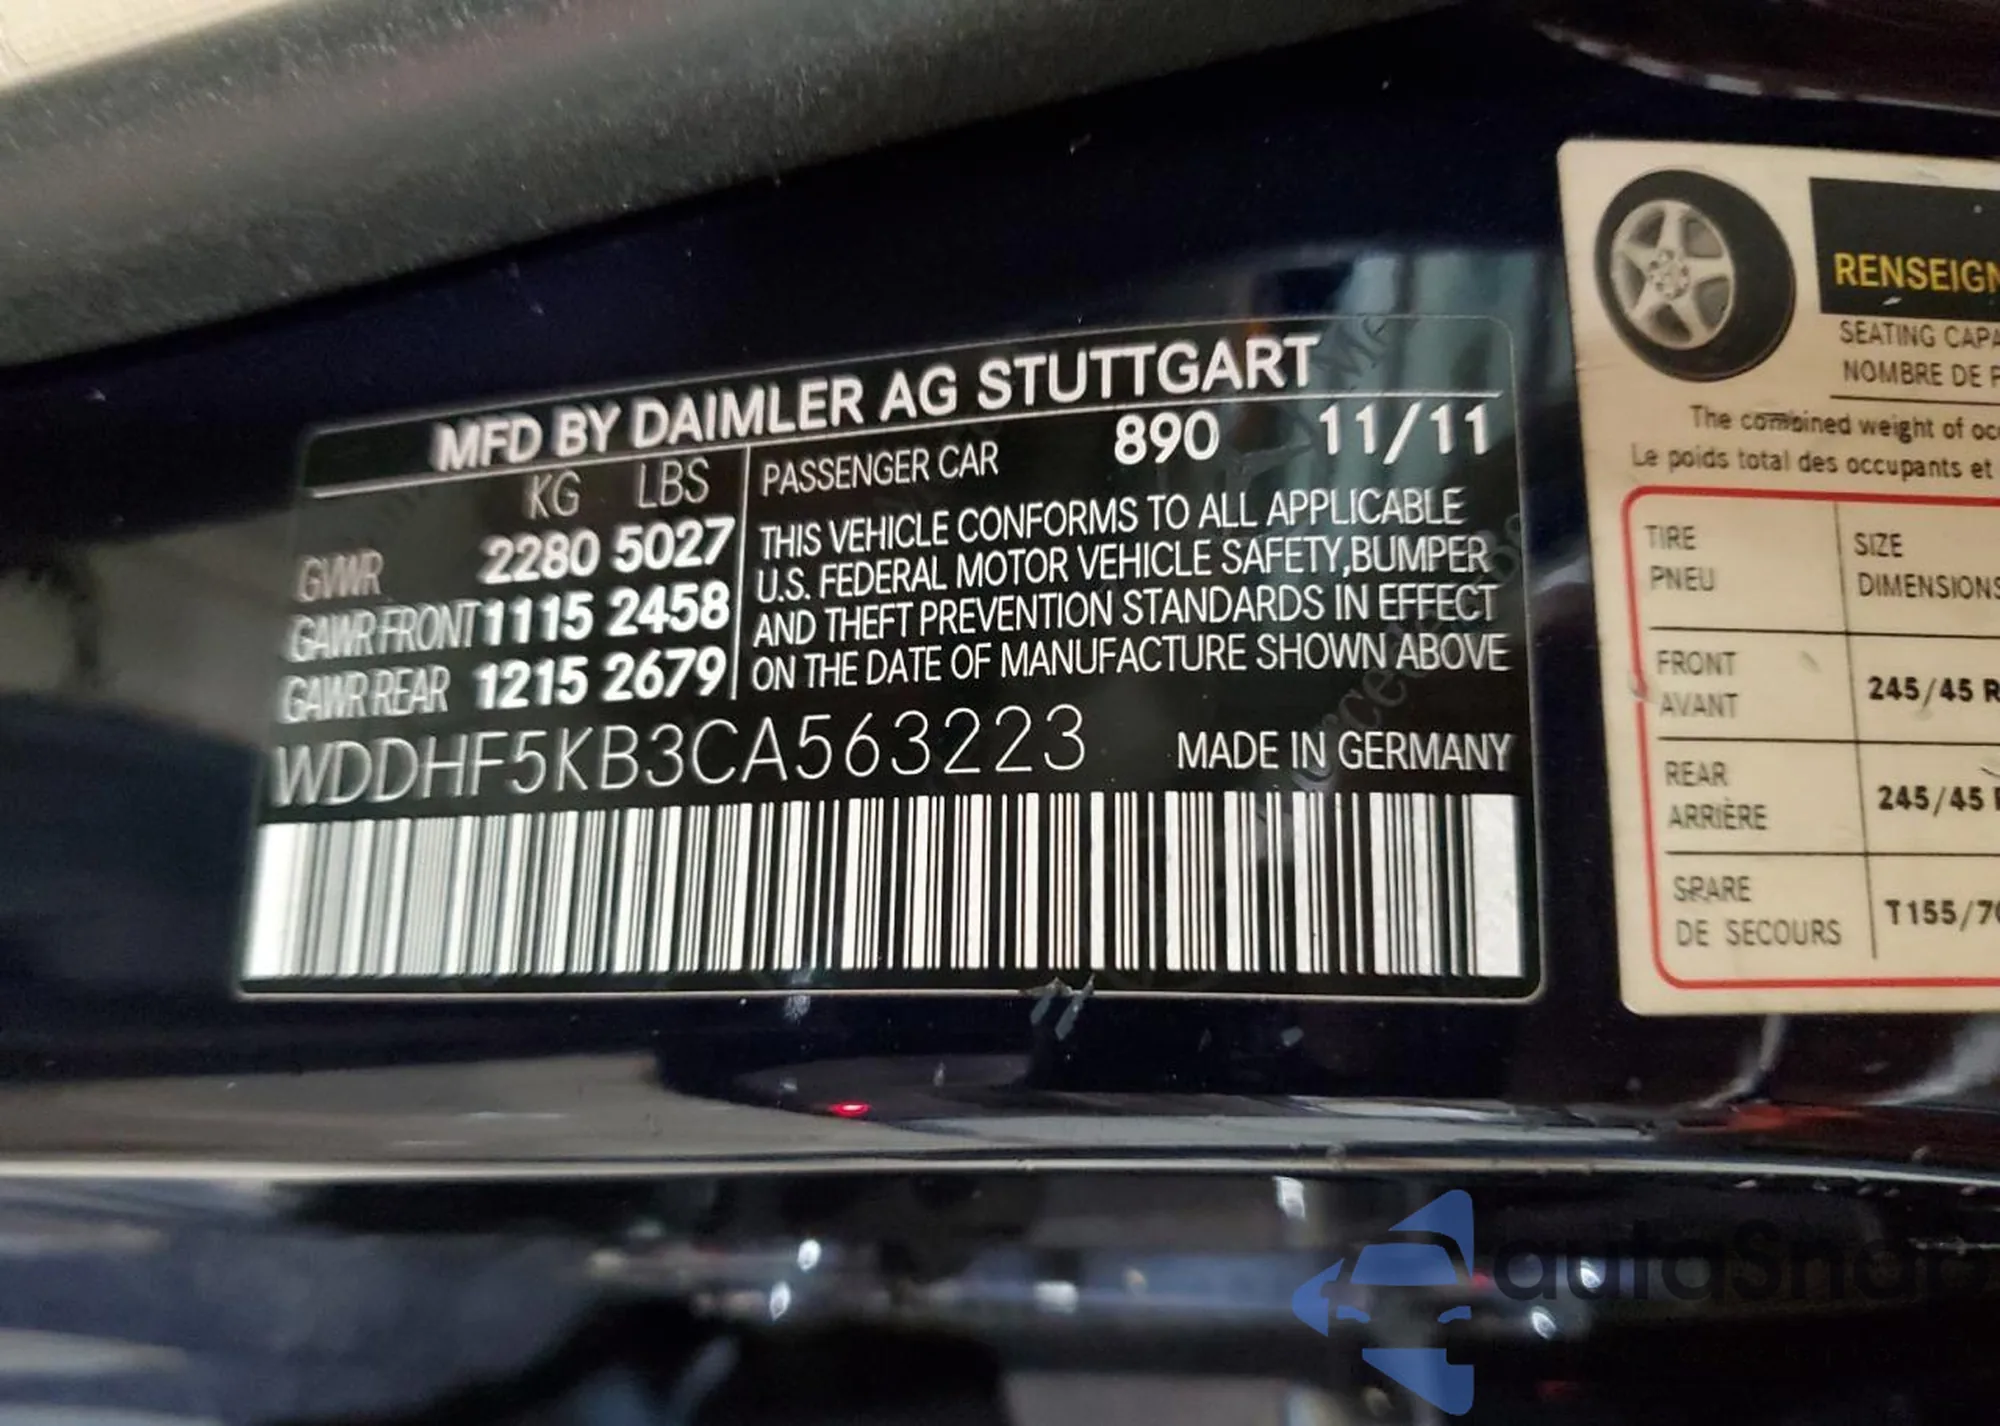 MFD BY DAIMLER AG STUTTGART
KG LBS
GVWR 2280 5027
GAWR FRONT 1115 2458
GAWR REAR 1215 2679
PASSENGER CAR 890 11/11
THIS VEHICLE CONFORMS TO ALL APPLICABLE
U.S. FEDERAL MOTOR VEHICLE SAFETY,BUMPER
AND THEFT PREVENTION STANDARDS IN EFFECT
ON THE DATE OF MANUFACTURE SHOWN ABOVE
WDDHF5KB3CA563223 MADE IN GERMANY
RENSEIGN
SEATING CAPA
NOMBRE DE P
The combined weight of occ
Le poids total des occupants et
TIRE SIZE
PNEU DIMENSIONS
FRONT
AVANT 245/45 R
REAR
ARRIÈRE 245/45 R
SPARE
DE SECOURS T155/70
autoSnap